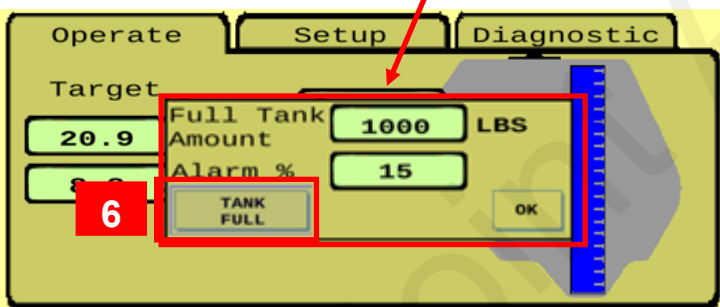 Operate Setup Diagnostic
Target
Full Tank 1000 LBS
20.9 Amount
Alarm % 15
6 TANK FULL OK